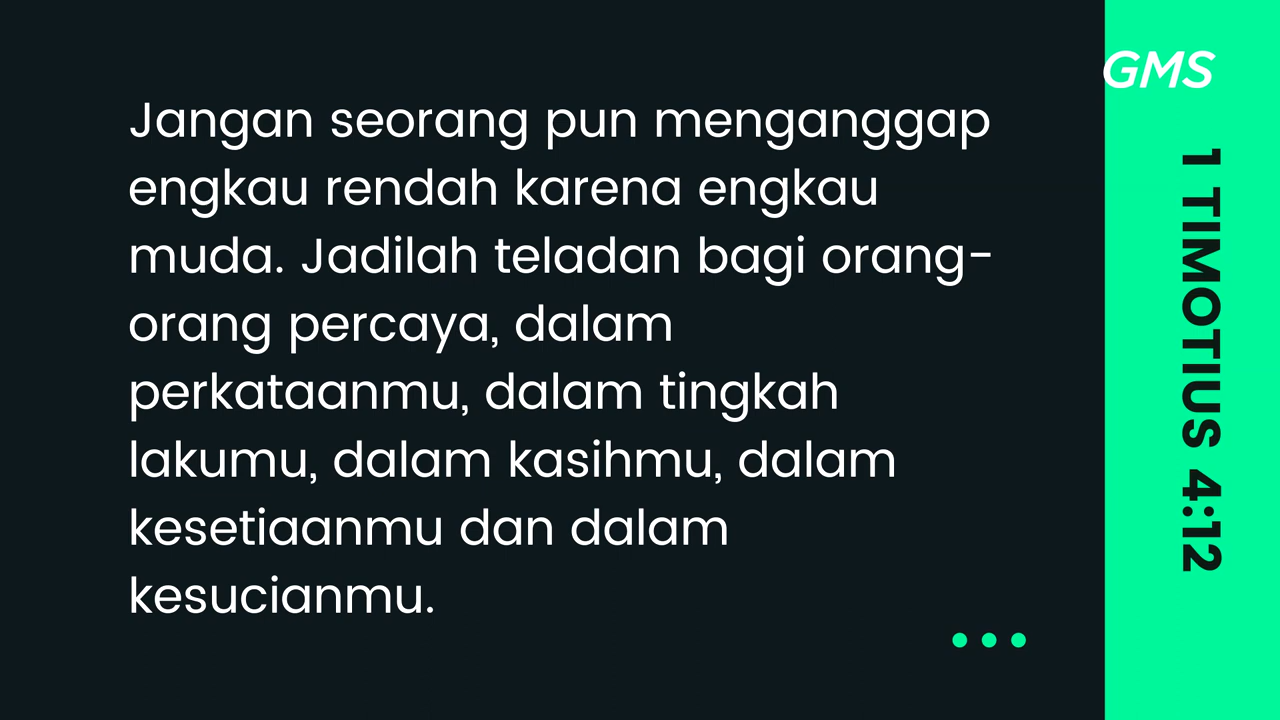 Jangan seorang pun menganggap
engkau rendah karena engkau
muda. Jadilah teladan bagi orang-
orang percaya, dalam
perkataanmu, dalam tingkah
lakumu, dalam kasihmu, dalam
kesetiaanmu dan dalam
kesucianmu.
GMS
1 TIMOTIUS 4:12